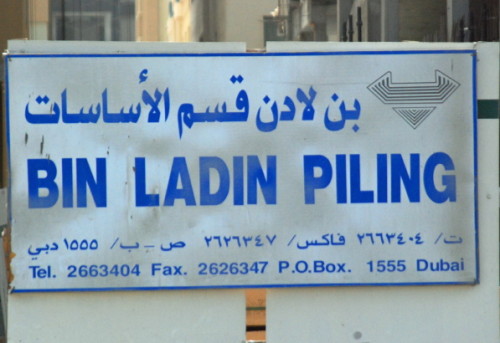 بن لادن قسم الأساسات
BIN LADIN PILING
ت/ ٢٦٦٣٤٠٤ فاكس/ ٢٦٢٦٣٤٧ ص.ب/ ١٥٥٥ دبي
Tel. 2663404 Fax. 2626347 P.O.Box. 1555 Dubai